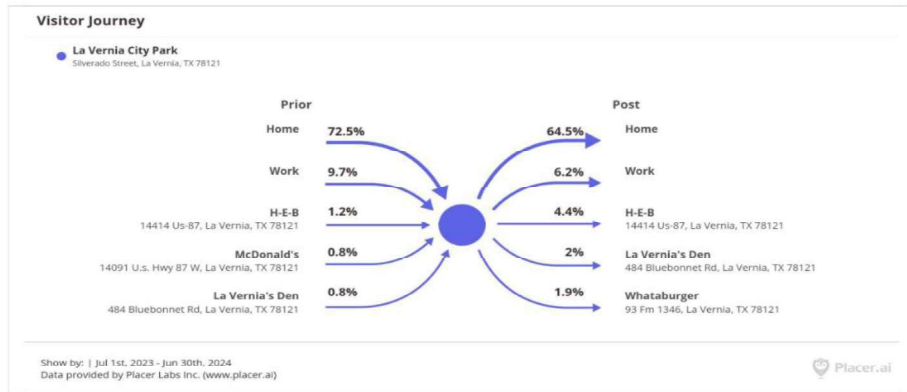 Visitor Journey
La Vernia City Park
Silverado Street, La Vernia, TX 78121
Prior
Post
Home 72.5%
64.5% Home
Work 9.7%
6.2% Work
H-E-B 1.2%
14414 Us-87, La Vernia, TX 78121
4.4% H-E-B
14414 Us-87, La Vernia, TX 78121
McDonald's 0.8%
14091 U.s. Hwy 87 W, La Vernia, TX 78121
2% La Vernia's Den
484 Bluebonnet Rd, La Vernia, TX 78121
La Vernia's Den 0.8%
484 Bluebonnet Rd, La Vernia, TX 78121
1.9% Whataburger
93 Fm 1346, La Vernia, TX 78121
Show by: | Jul 1st, 2023 - Jun 30th, 2024
Data provided by Placer Labs Inc. (www.placer.ai)
Placer.ai